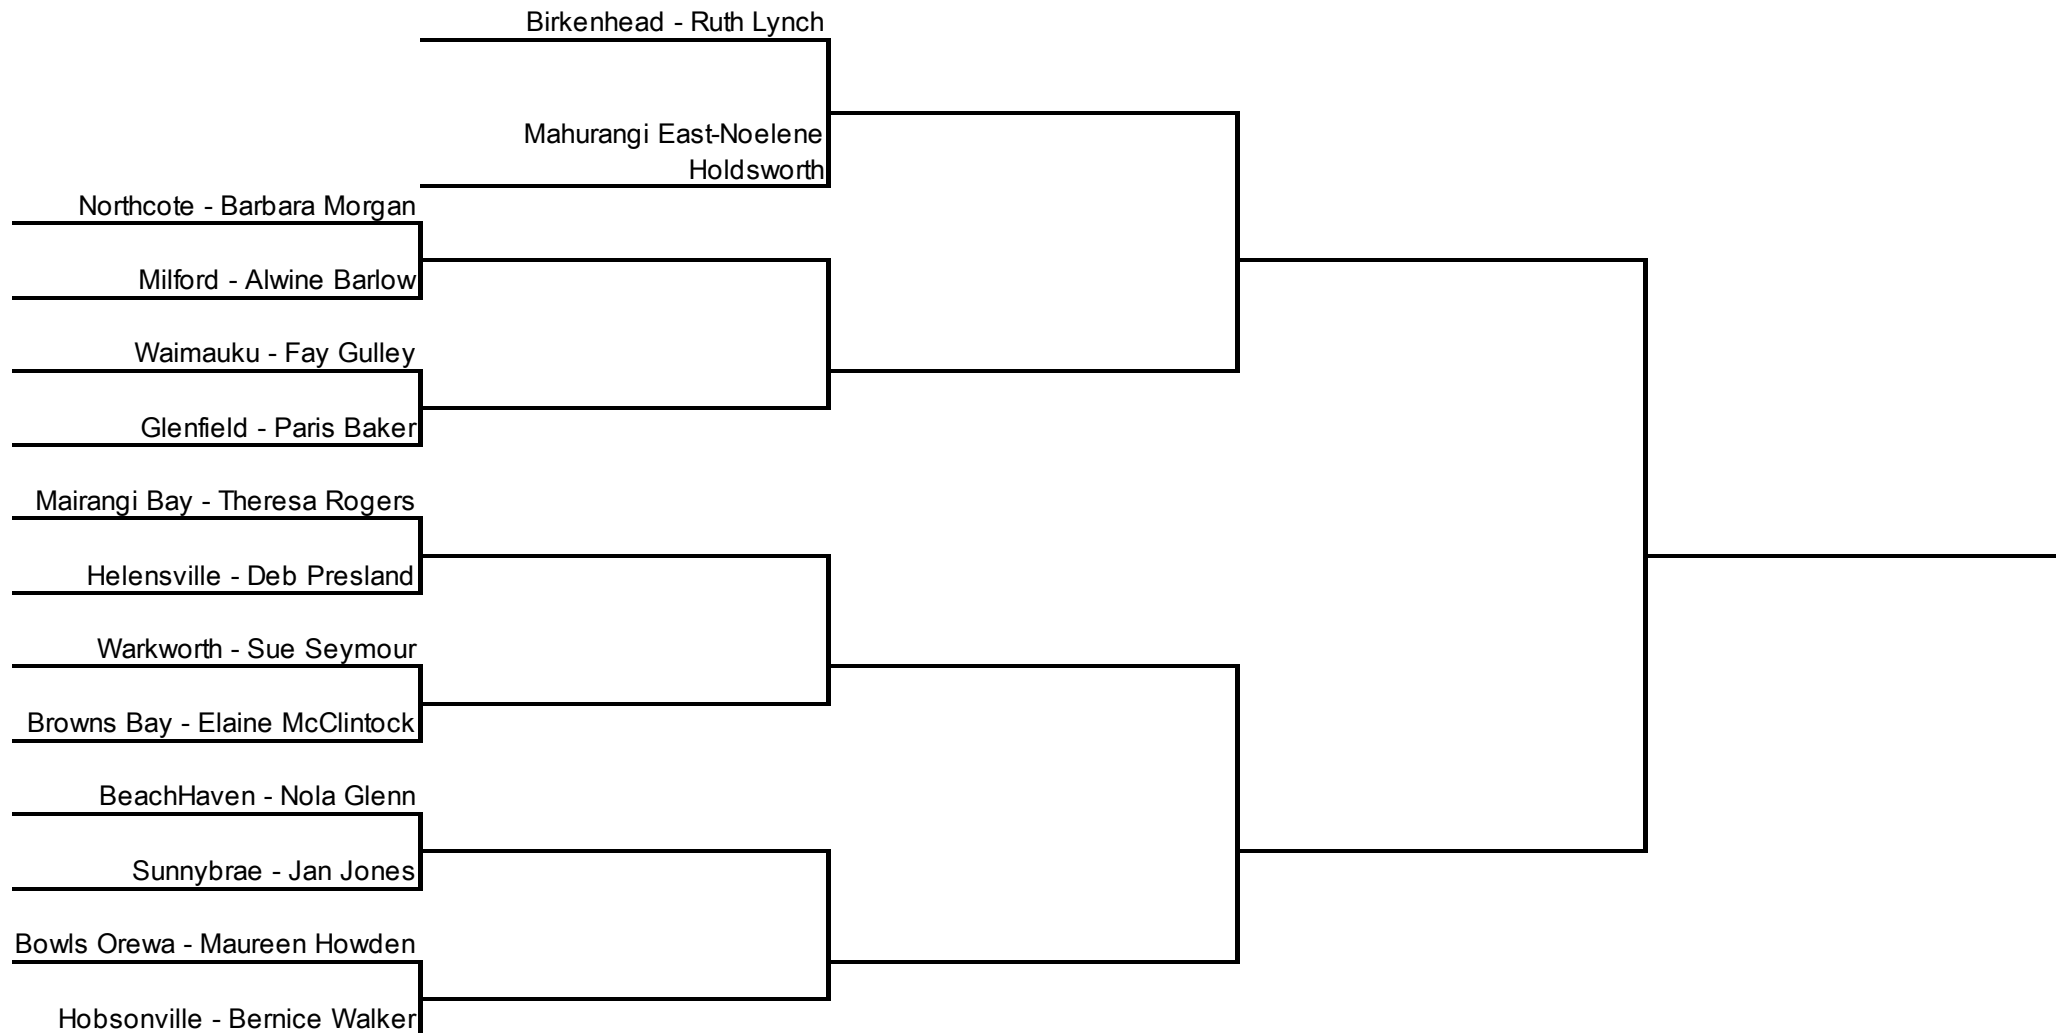 Birkenhead - Ruth Lynch
Mahurangi East-Noelene
Holdsworth
Northcote - Barbara Morgan
Milford - Alwine Barlow
Waimauku - Fay Gulley
Glenfield - Paris Baker
Mairangi Bay - Theresa Rogers
Helensville - Deb Presland
Warkworth - Sue Seymour
Browns Bay - Elaine McClintock
BeachHaven - Nola Glenn
Sunnybrae - Jan Jones
Bowls Orewa - Maureen Howden
Hobsonville - Bernice Walker